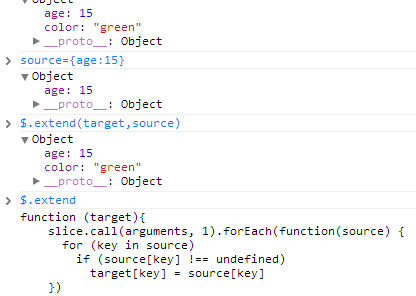 Object
age: 15
color: "green"
__proto__: Object
source={age:15}
Object
age: 15
__proto__: Object
$.extend(target,source)
Object
age: 15
color: "green"
__proto__: Object
$.extend
function (target){
slice.call(arguments, 1).forEach(function(source) {
for (key in source)
if (source[key] !== undefined)
target[key] = source[key]
})